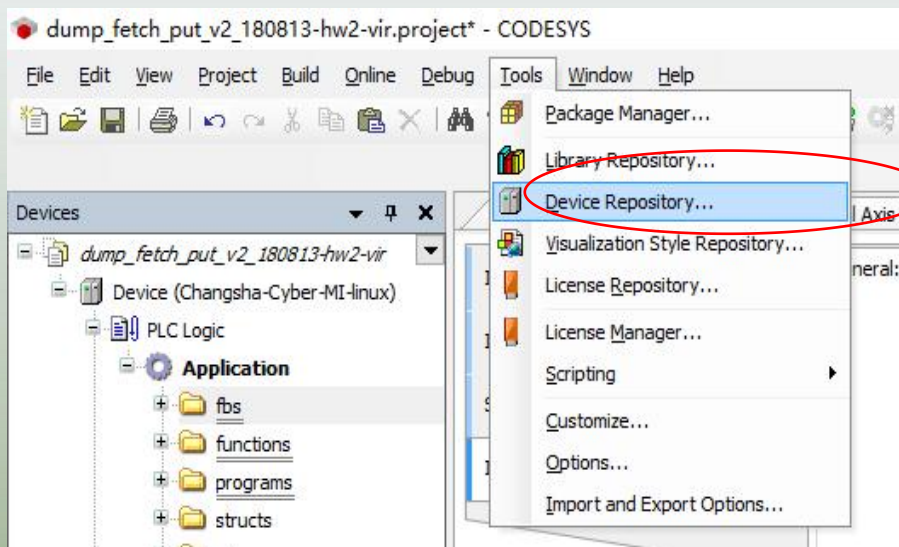 dump_fetch_put_v2_180813-hw2-vir.project* - CODESYS
File Edit View Project Build Online Debug Tools Window Help
Package Manager...
Library Repository...
Devices
Device Repository...
l Axis
dump_fetch_put_v2_180813-hw2-vir
Visualization Style Repository...
neral:
Device (Changsha-Cyber-MI-linux)
License Repository...
PLC Logic
License Manager...
Application
Scripting
fbs
Customize...
functions
Options...
programs
Import and Export Options...
structs